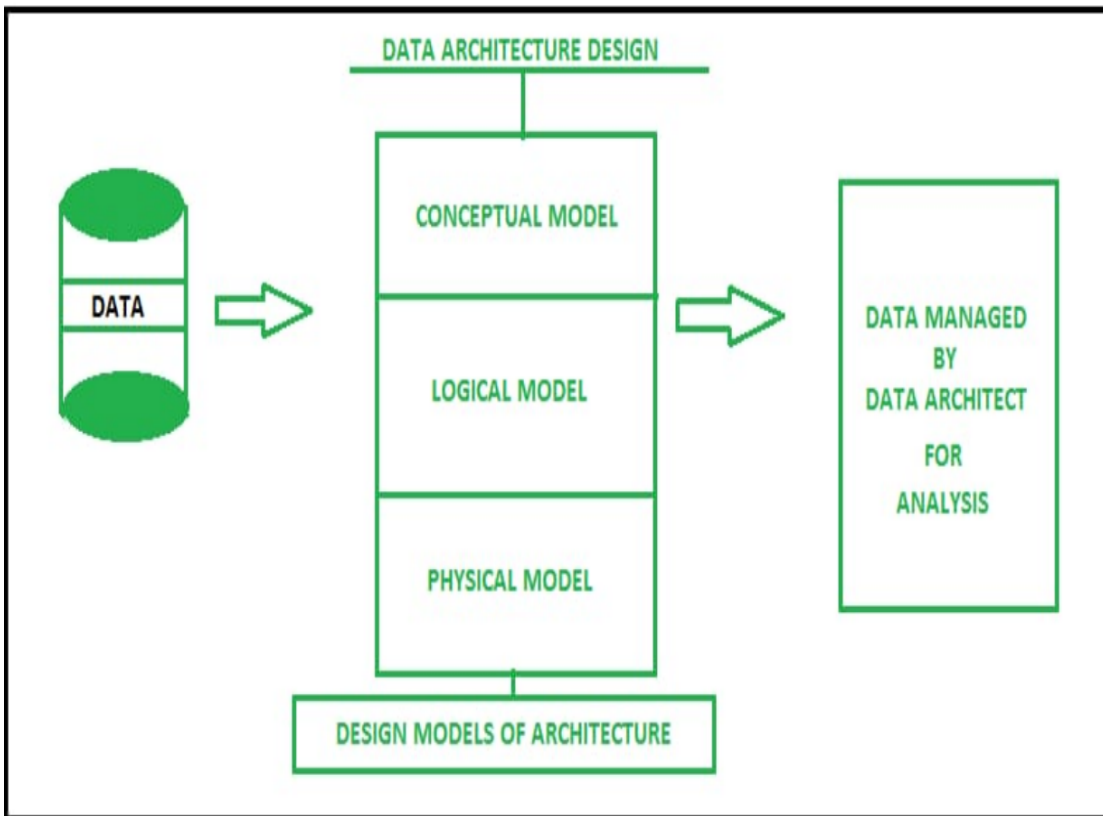 DATA ARCHITECTURE DESIGN
CONCEPTUAL MODEL
DATA
LOGICAL MODEL
PHYSICAL MODEL
DESIGN MODELS OF ARCHITECTURE
DATA MANAGED
BY
DATA ARCHITECT
FOR
ANALYSIS